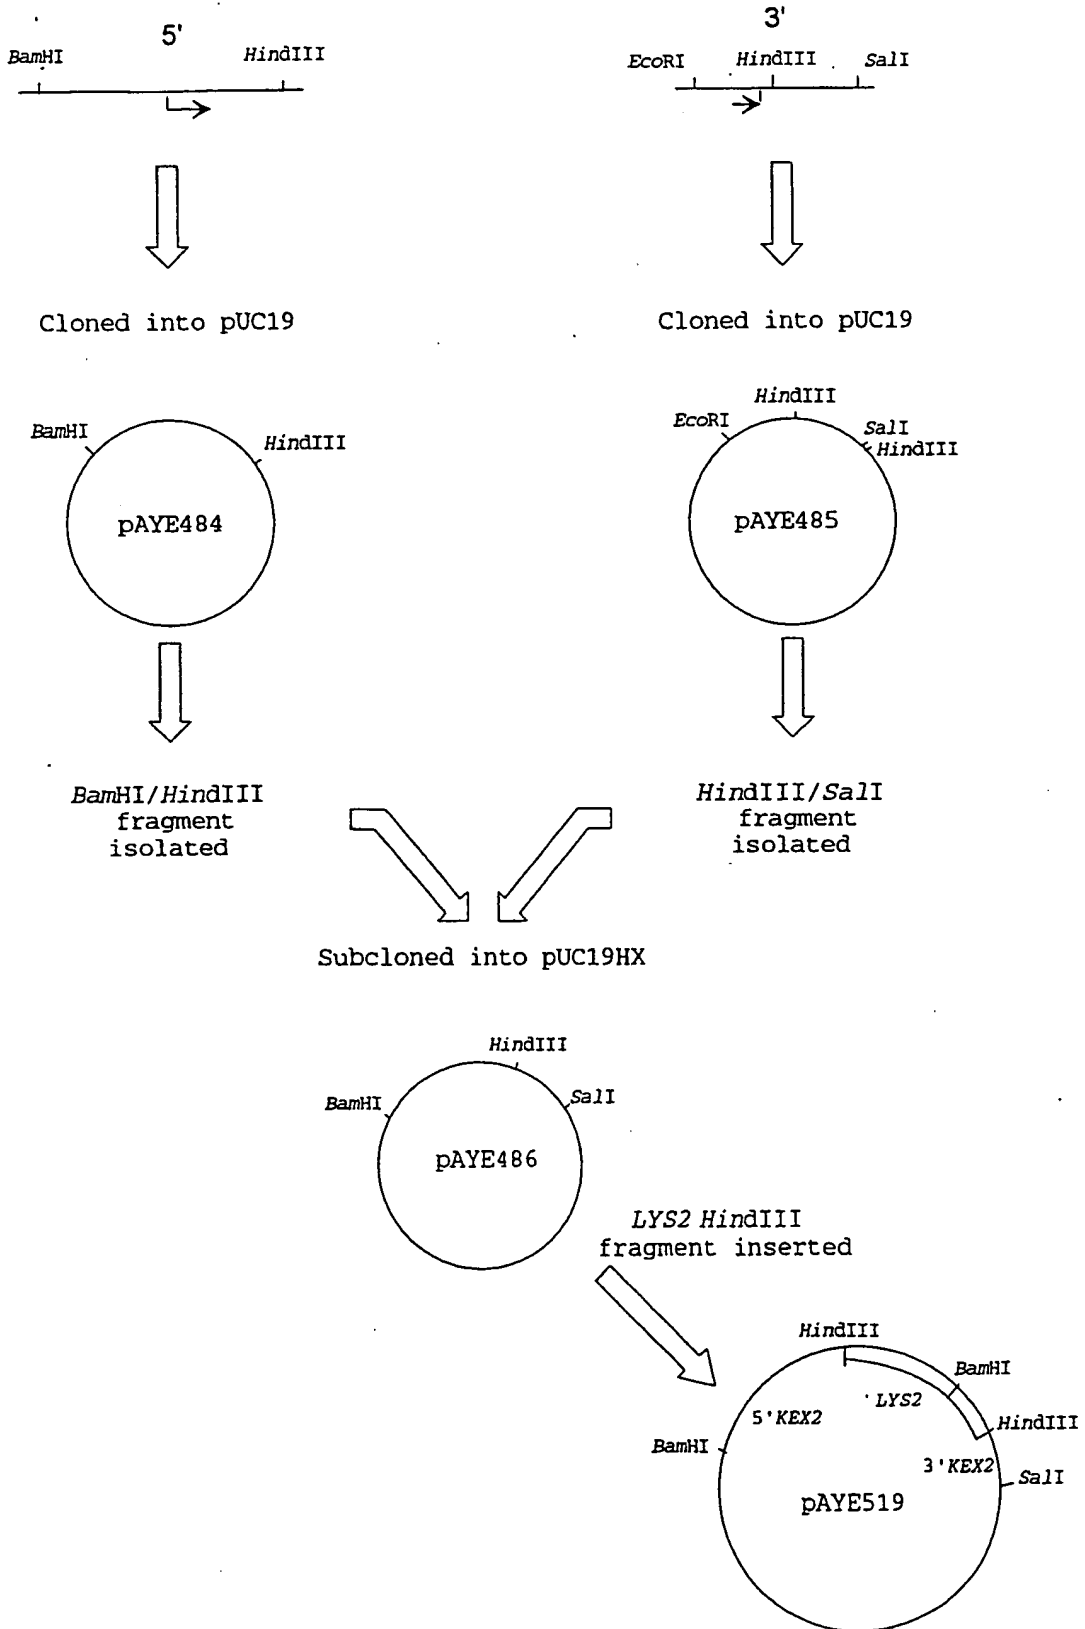 5'
3'
BamHI
HindIII
EcoRI
HindIII
SalI
Cloned into pUC19
Cloned into pUC19
BamHI
HindIII
pAYE484
HindIII
EcoRI
SalI
HindIII
pAYE485
BamHI/HindIII
fragment
isolated
HindIII/SalI
fragment
isolated
Subcloned into pUC19HX
HindIII
BamHI
SalI
pAYE486
LYS2 HindIII
fragment inserted
HindIII
BamHI
LYS2
5'KEX2
HindIII
BamHI
3'KEX2
SalI
pAYE519